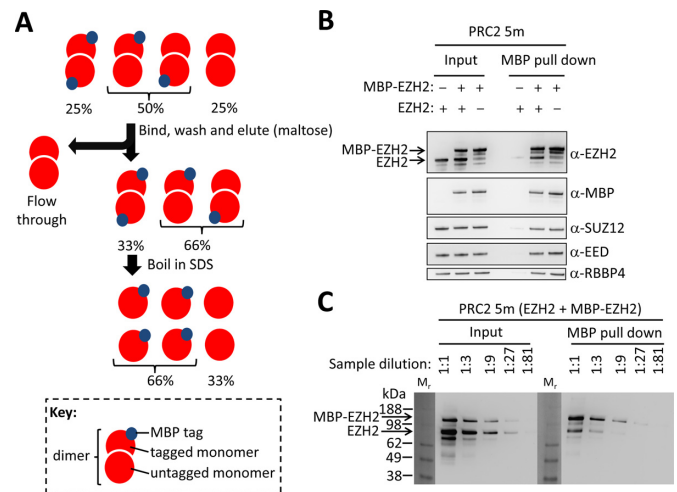 A
25%
50%
25%
Bind, wash and elute (maltose)
Flow
through
33%
66%
Boil in SDS
66%
33%
Key:
dimer
MBP tag
tagged monomer
untagged monomer
B
PRC2 5m
Input
MBP pull down
MBP-EZH2: − + + − + +
EZH2: + + − + + −
MBP-EZH2
EZH2
α-EZH2
α-MBP
α-SUZ12
α-EED
α-RBBP4
C
PRC2 5m (EZH2 + MBP-EZH2)
Input
MBP pull down
Sample dilution: 1:1 1:3 1:9 1:27 1:81 1:1 1:3 1:9 1:27 1:81
Mr
Mr
kDa
188
MBP-EZH2
98
EZH2
62
49
38